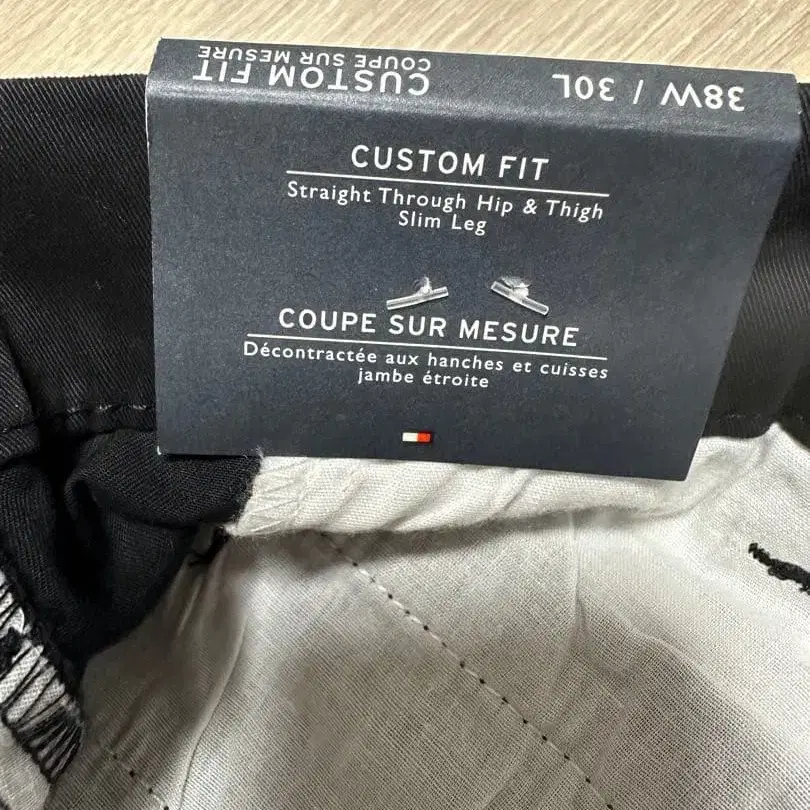 CUSTOM FIT
COUPE SUR MESURE
38W / 30L
CUSTOM FIT
Straight Through Hip & Thigh
Slim Leg
COUPE SUR MESURE
Décontractée aux hanches et cuisses
jambe étroite